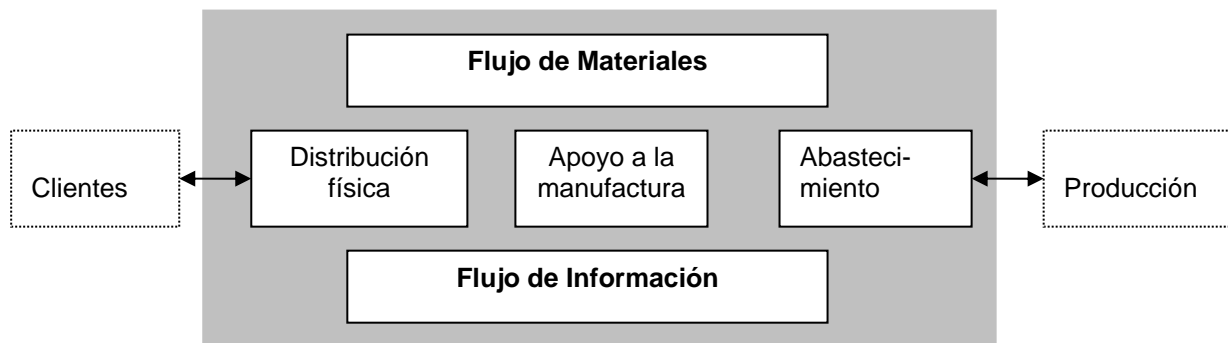 Flujo de Materiales
Clientes
Distribución
física
Apoyo a la
manufactura
Abasteci-
miento
Producción
Flujo de Información